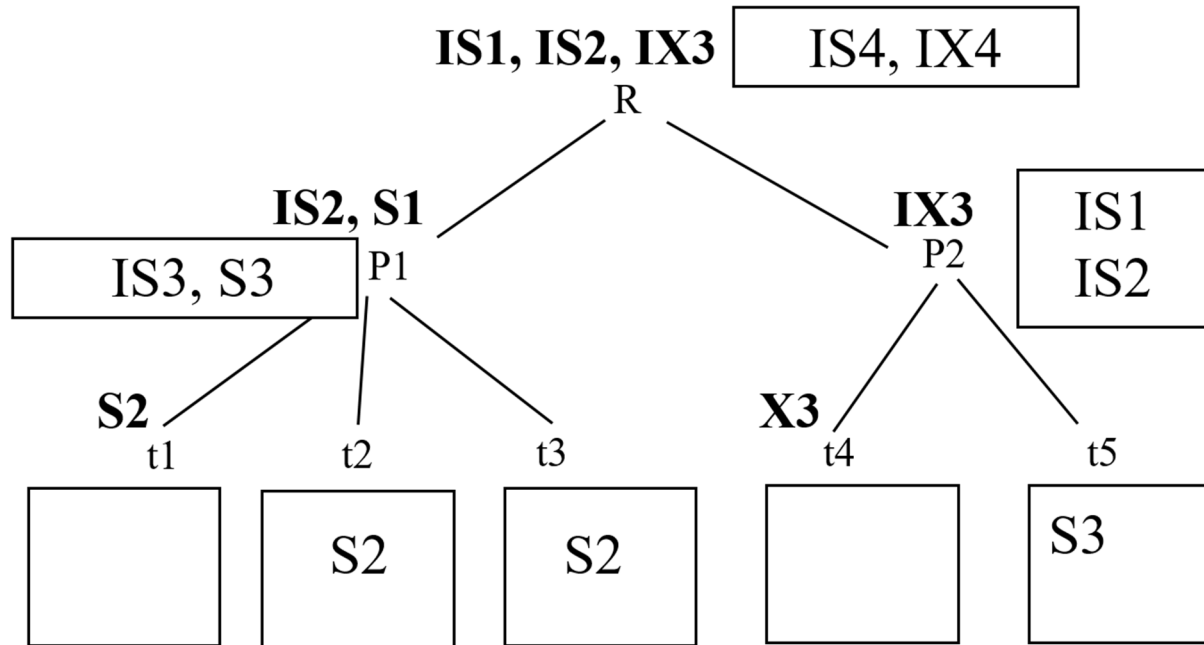 IS1, IS2, IX3
IS4, IX4
R
IS2, S1
IX3
IS1
IS2
IS3, S3
P1
P2
S2
X3
t1
t2
t3
t4
t5
S2
S2
S3